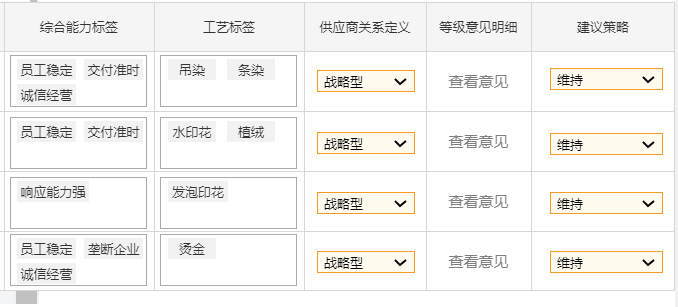 综合能力标签 工艺标签 供应商关系定义 等级意见明细 建议策略
员工稳定 交付准时 吊染 条染 战略型 查看意见 维持
诚信经营
员工稳定 交付准时 水印花 植绒 战略型 查看意见 维持
响应能力强 发泡印花 战略型 查看意见 维持
员工稳定 垄断企业 烫金 战略型 查看意见 维持
诚信经营